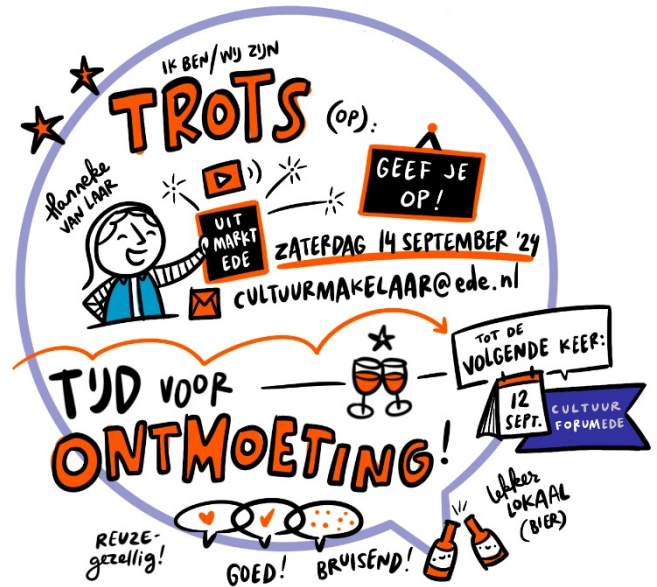 IK BEN/WIJ ZIJN
TROTS (OP):
Hanneke
VAN LAAR
GEEF JE
OP!
UIT
MARKT
EDE
ZATERDAG 14 SEPTEMBER '24
CULTUURMAKELAAR@ede.nl
TOT DE
VOLGENDE KEER:
12
SEPT.
CULTUUR
FORUMEDE
TIJD VOOR
ONTMOETING!
lekker
LOKAAL
(BIER)
REUZE-
gezellig!
GOED!
BRUISEND!